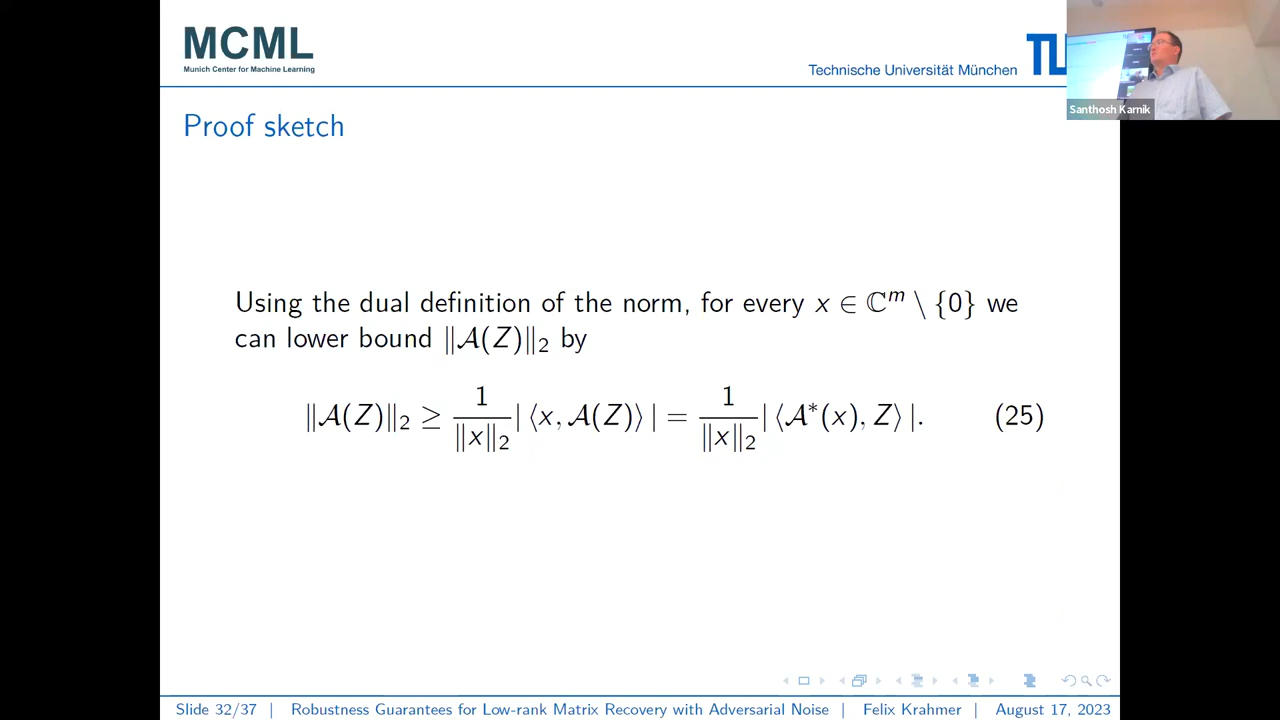 MCML
Munich Center for Machine Learning
Technische Universität München
Santhosh Karnik
Proof sketch
Using the dual definition of the norm, for every x ∈ ℂᵐ \ {0} we
can lower bound ‖𝒜(Z)‖₂ by
‖𝒜(Z)‖₂ ≥ 1/‖x‖₂ |⟨x, 𝒜(Z)⟩| = 1/‖x‖₂ |⟨𝒜*(x), Z⟩|. (25)
Slide 32/37 | Robustness Guarantees for Low-rank Matrix Recovery with Adversarial Noise | Felix Krahmer | August 17, 2023